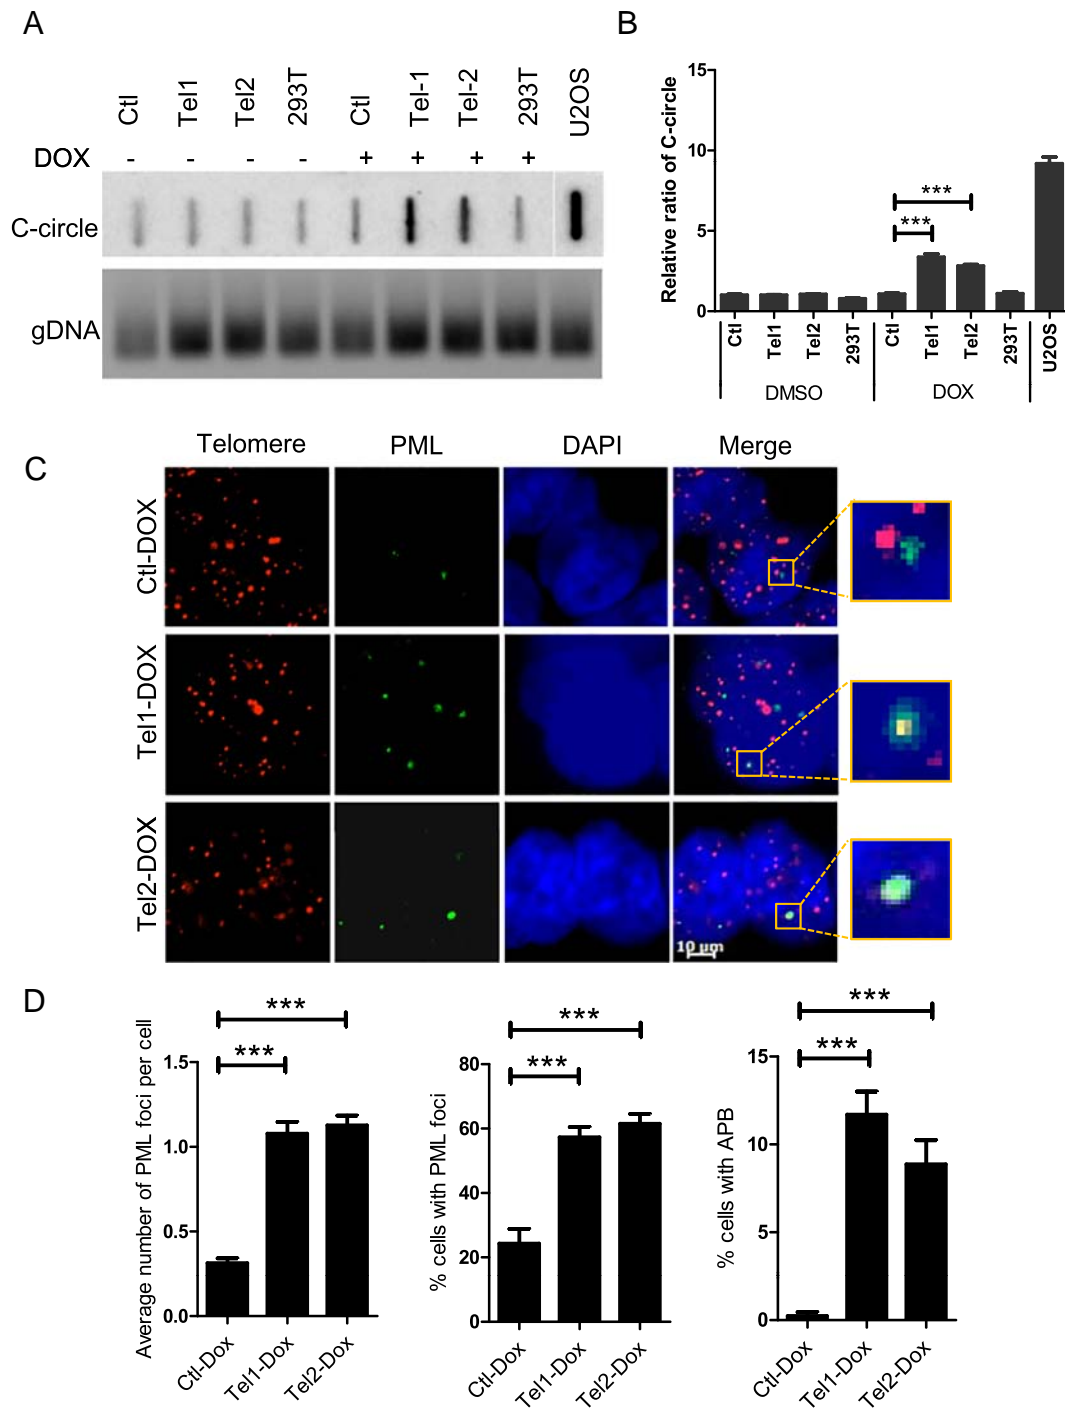 A
Ctl Tel1 Tel2 293T Ctl Tel-1 Tel-2 293T U2OS
DOX - - - - + + + +
C-circle
gDNA
B
Relative ratio of C-circle
15
10
5
0
***
***
Ctl Tel1 Tel2 293T Ctl Tel1 Tel2 293T U2OS
DMSO DOX
C
Telomere PML DAPI Merge
Ctl-DOX
Tel1-DOX
Tel2-DOX
10 µm
D
Average number of PML foci per cell
1.5
1.0
0.5
0.0
***
***
Ctl-Dox Tel1-Dox Tel2-Dox
% cells with PML foci
80
60
40
20
0
***
***
Ctl-Dox Tel1-Dox Tel2-Dox
% cells with APB
15
10
5
0
***
***
Ctl-Dox Tel1-Dox Tel2-Dox